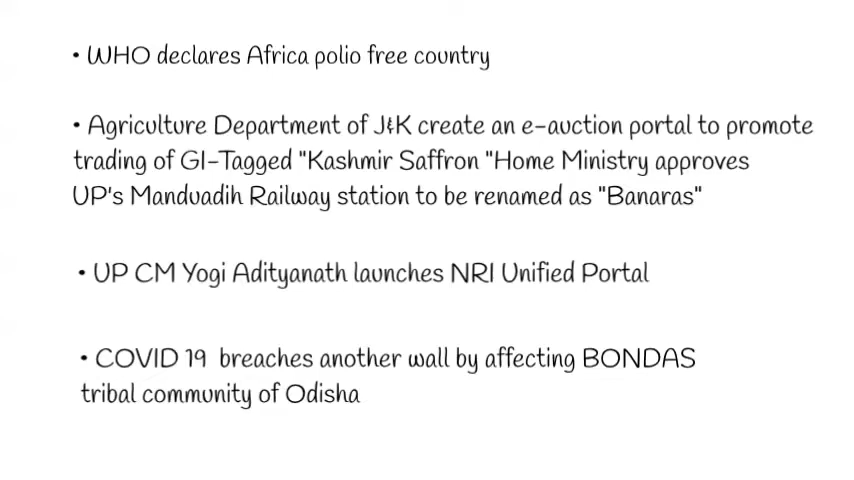 • WHO declares Africa polio free country
• Agriculture Department of J&K create an e-auction portal to promote
trading of GI-Tagged "Kashmir Saffron "Home Ministry approves
UP's Manduadih Railway station to be renamed as "Banaras"
• UP CM Yogi Adityanath launches NRI Unified Portal
• COVID 19 breaches another wall by affecting BONDAS
tribal community of Odisha